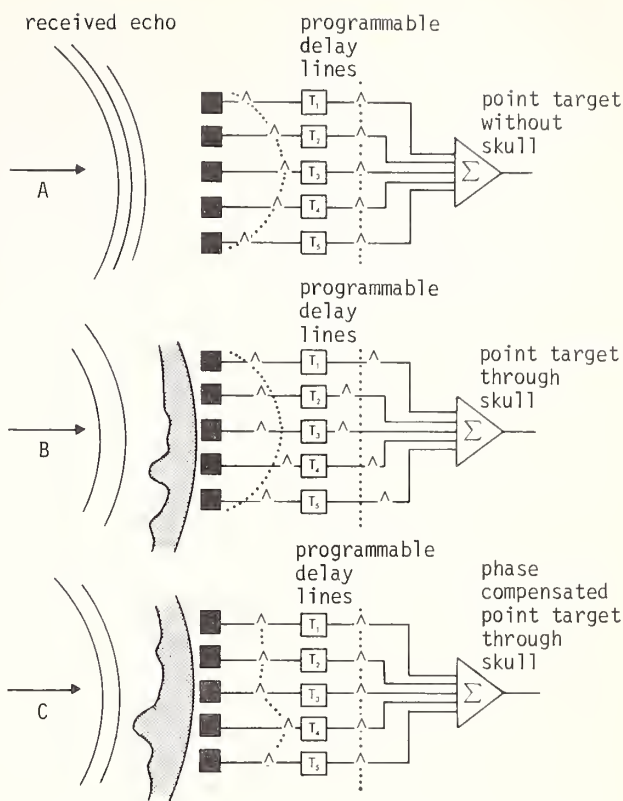 received echo
programmable
delay
lines
A
T₁
T₂
T₃
T₄
T₅
Σ
point target
without
skull
programmable
delay
lines
B
T₁
T₂
T₃
T₄
T₅
Σ
point target
through
skull
programmable
delay
lines
C
T₁
T₂
T₃
T₄
T₅
Σ
phase
compensated
point target
through
skull